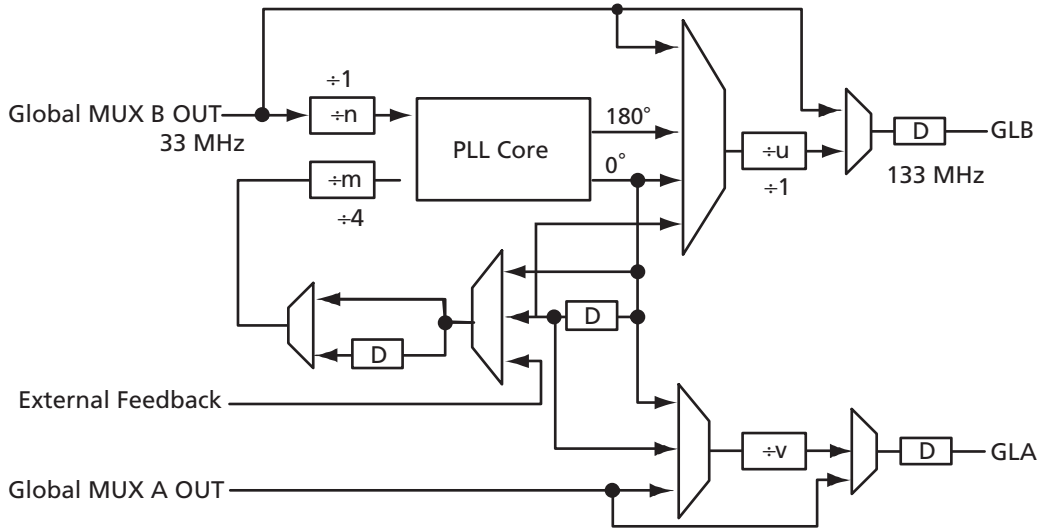 ÷1
Global MUX B OUT
÷n
33 MHz
PLL Core
180°
0°
÷m
÷4
÷u
÷1
D
GLB
133 MHz
D
D
External Feedback
÷v
D
GLA
Global MUX A OUT